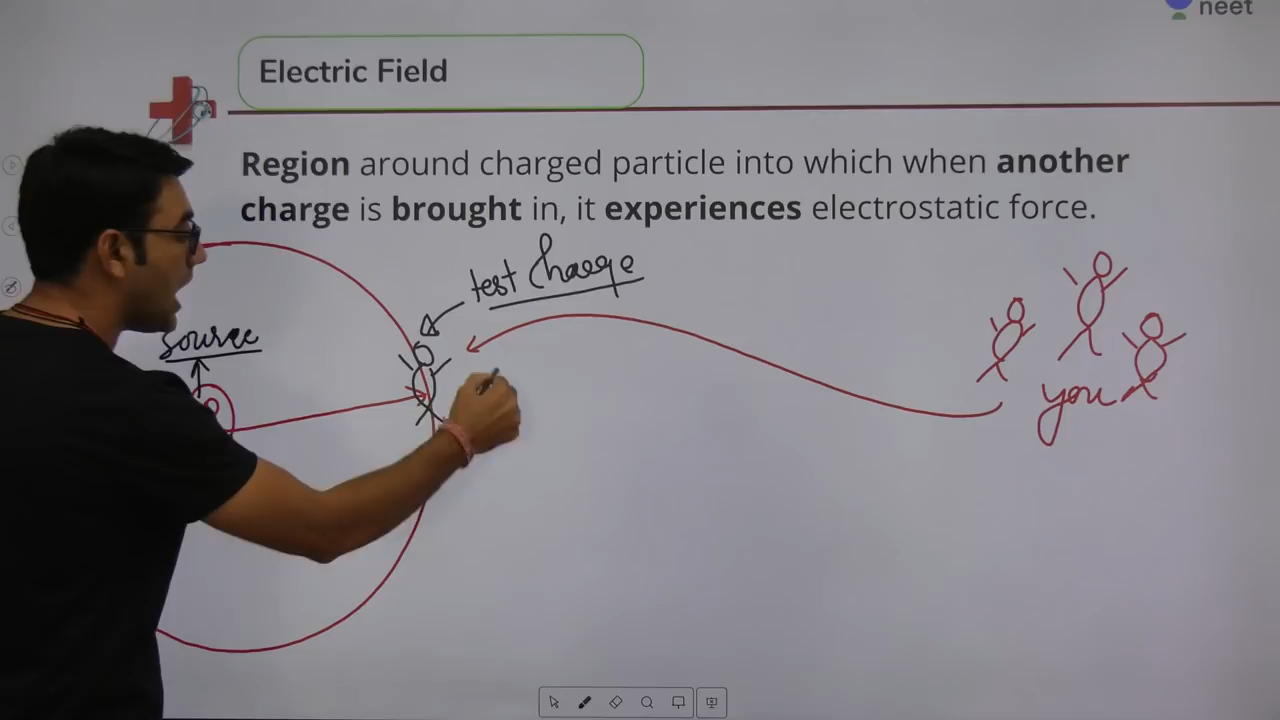 neet
Electric Field
Region around charged particle into which when another
charge is brought in, it experiences electrostatic force.
test charge
source
you